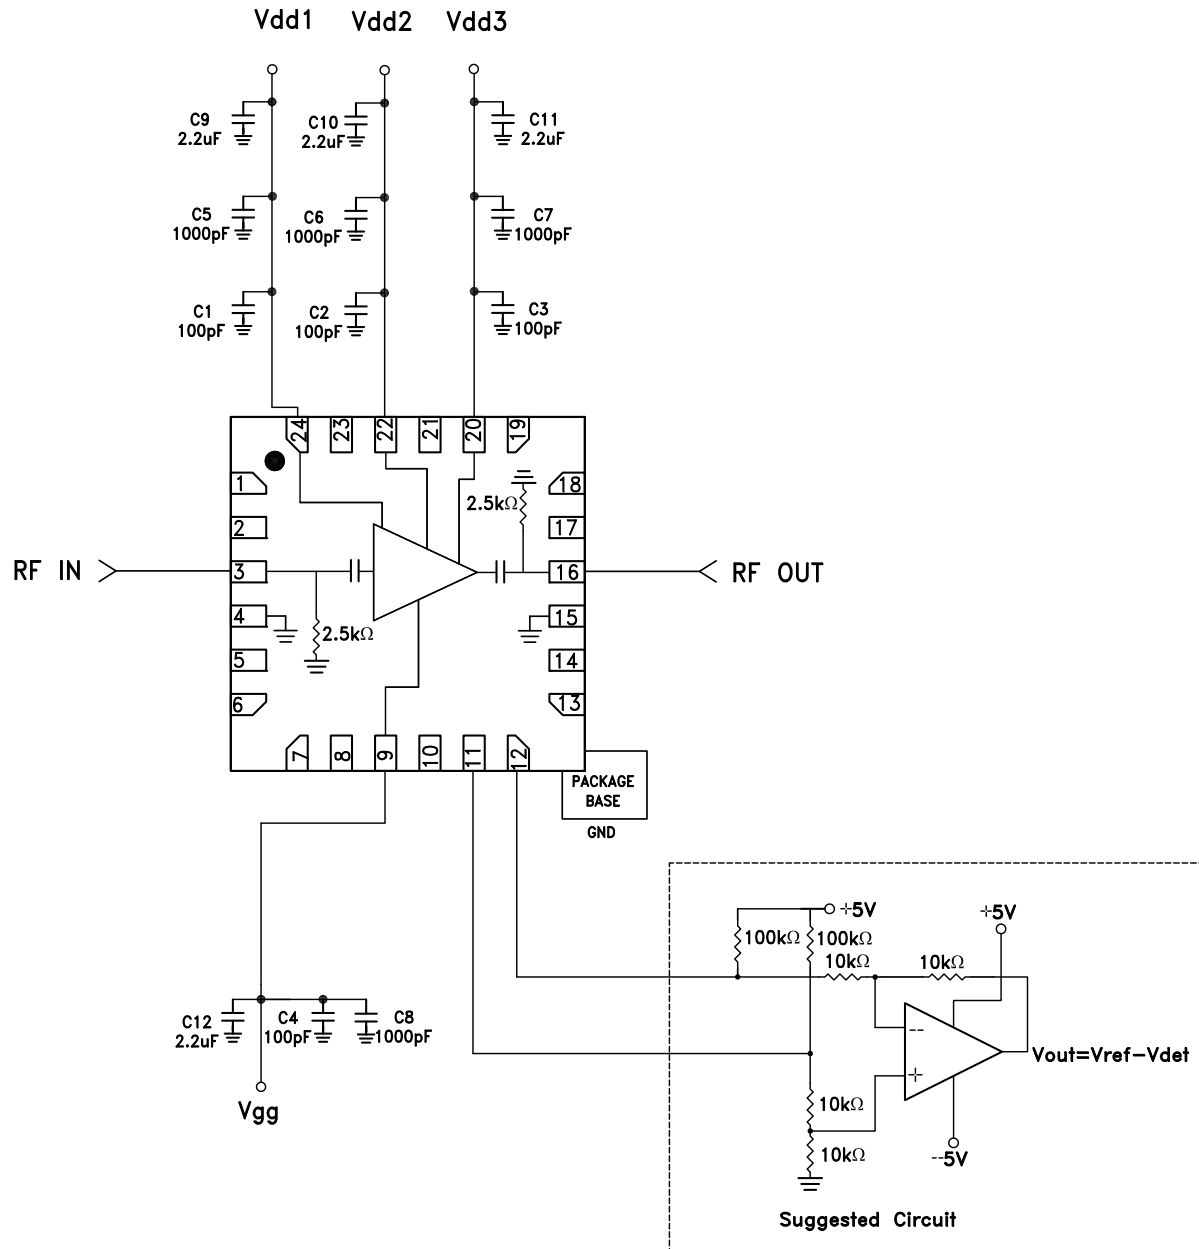 Vdd1 Vdd2 Vdd3
C9
2.2uF
C10
2.2uF
C11
2.2uF
C5
1000pF
C6
1000pF
C7
1000pF
C1
100pF
C2
100pF
C3
100pF
24 23 22 21 20 19
1
2
3
4
5
6
18
17
16
15
14
13
2.5kΩ
2.5kΩ
RF IN
RF OUT
7 8 9 10 11 12
PACKAGE
BASE
GND
C12
2.2uF
C4
100pF
C8
1000pF
Vgg
+5V
+5V
100kΩ
100kΩ
10kΩ
10kΩ
--
+
Vout=Vref-Vdet
10kΩ
10kΩ
--5V
Suggested Circuit